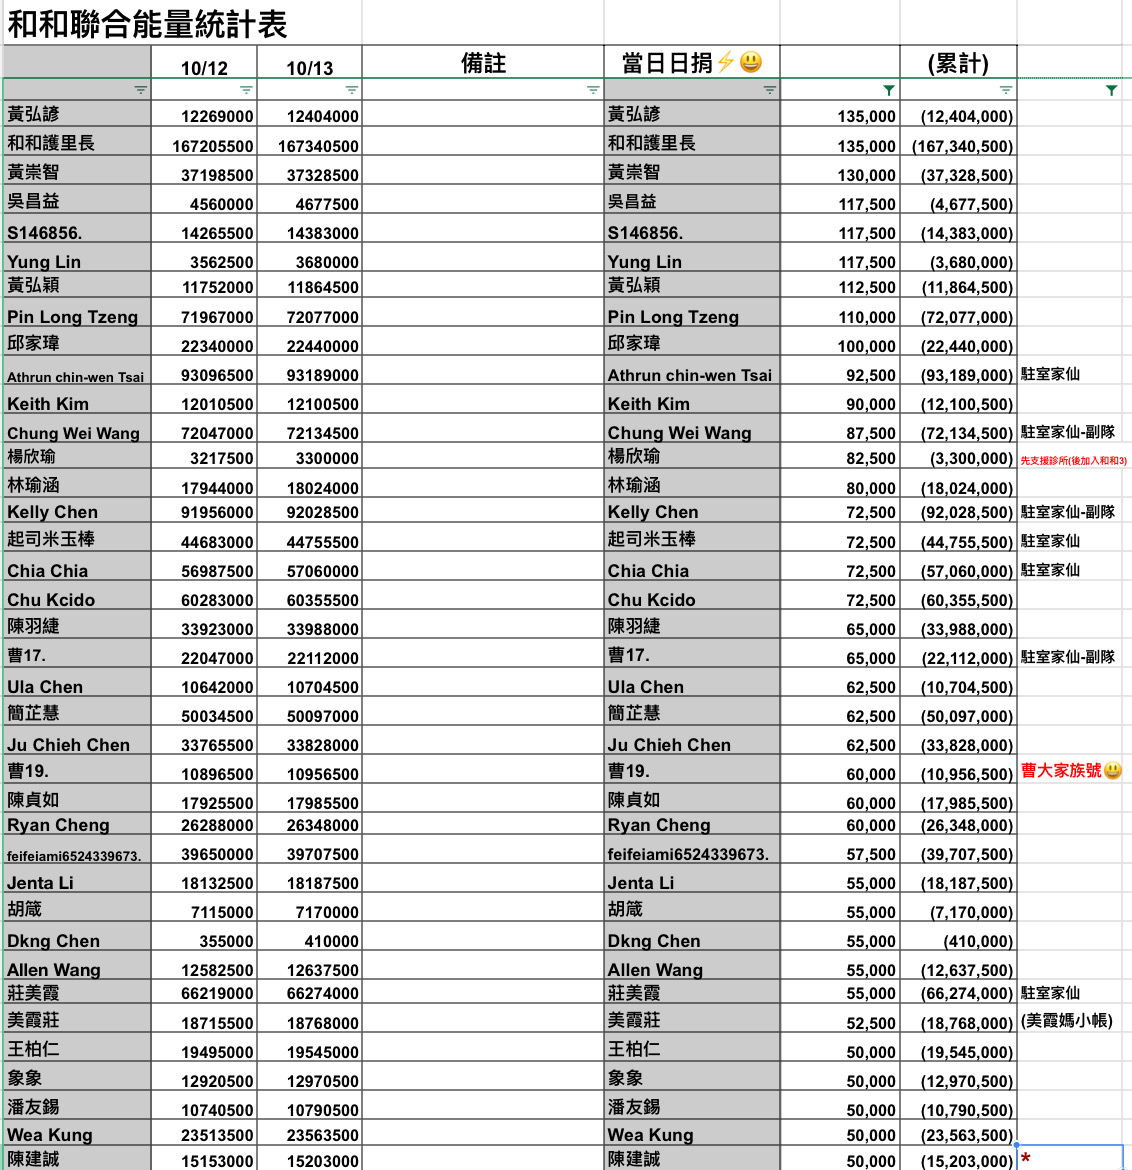 和和聯合能量統計表
10/12 10/13 備註 當日日捐⚡😃 (累計)
黃弘諺 12269000 12404000 黃弘諺 135,000 (12,404,000)
和和護里長 167205500 167340500 和和護里長 135,000 (167,340,500)
黃崇智 37198500 37328500 黃崇智 130,000 (37,328,500)
吳昌益 4560000 4677500 吳昌益 117,500 (4,677,500)
S146856. 14265500 14383000 S146856. 117,500 (14,383,000)
Yung Lin 3562500 3680000 Yung Lin 117,500 (3,680,000)
黃弘穎 11752000 11864500 黃弘穎 112,500 (11,864,500)
Pin Long Tzeng 71967000 72077000 Pin Long Tzeng 110,000 (72,077,000)
邱家瑋 22340000 22440000 邱家瑋 100,000 (22,440,000)
Athrun chin-wen Tsai 93096500 93189000 Athrun chin-wen Tsai 92,500 (93,189,000) 駐室家仙
Keith Kim 12010500 12100500 Keith Kim 90,000 (12,100,500)
Chung Wei Wang 72047000 72134500 Chung Wei Wang 87,500 (72,134,500) 駐室家仙-副隊
楊欣瑜 3217500 3300000 楊欣瑜 82,500 (3,300,000) 先支援診所(後加入和和3)
林瑜涵 17944000 18024000 林瑜涵 80,000 (18,024,000)
Kelly Chen 91956000 92028500 Kelly Chen 72,500 (92,028,500) 駐室家仙-副隊
起司米玉棒 44683000 44755500 起司米玉棒 72,500 (44,755,500) 駐室家仙
Chia Chia 56987500 57060000 Chia Chia 72,500 (57,060,000) 駐室家仙
Chu Kcido 60283000 60355500 Chu Kcido 72,500 (60,355,500)
陳羽緁 33923000 33988000 陳羽緁 65,000 (33,988,000)
曹17. 22047000 22112000 曹17. 65,000 (22,112,000) 駐室家仙-副隊
Ula Chen 10642000 10704500 Ula Chen 62,500 (10,704,500)
簡芷慧 50034500 50097000 簡芷慧 62,500 (50,097,000)
Ju Chieh Chen 33765500 33828000 Ju Chieh Chen 62,500 (33,828,000)
曹19. 10896500 10956500 曹19. 60,000 (10,956,500) 曹大家族號😃
陳貞如 17925500 17985500 陳貞如 60,000 (17,985,500)
Ryan Cheng 26288000 26348000 Ryan Cheng 60,000 (26,348,000)
feifeiami6524339673. 39650000 39707500 feifeiami6524339673. 57,500 (39,707,500)
Jenta Li 18132500 18187500 Jenta Li 55,000 (18,187,500)
胡箴 7115000 7170000 胡箴 55,000 (7,170,000)
Dkng Chen 355000 410000 Dkng Chen 55,000 (410,000)
Allen Wang 12582500 12637500 Allen Wang 55,000 (12,637,500)
莊美霞 66219000 66274000 莊美霞 55,000 (66,274,000) 駐室家仙
美霞莊 18715500 18768000 美霞莊 52,500 (18,768,000) (美霞媽小帳)
王柏仁 19495000 19545000 王柏仁 50,000 (19,545,000)
象象 12920500 12970500 象象 50,000 (12,970,500)
潘友錫 10740500 10790500 潘友錫 50,000 (10,790,500)
Wea Kung 23513500 23563500 Wea Kung 50,000 (23,563,500)
陳建誠 15153000 15203000 陳建誠 50,000 (15,203,000) *